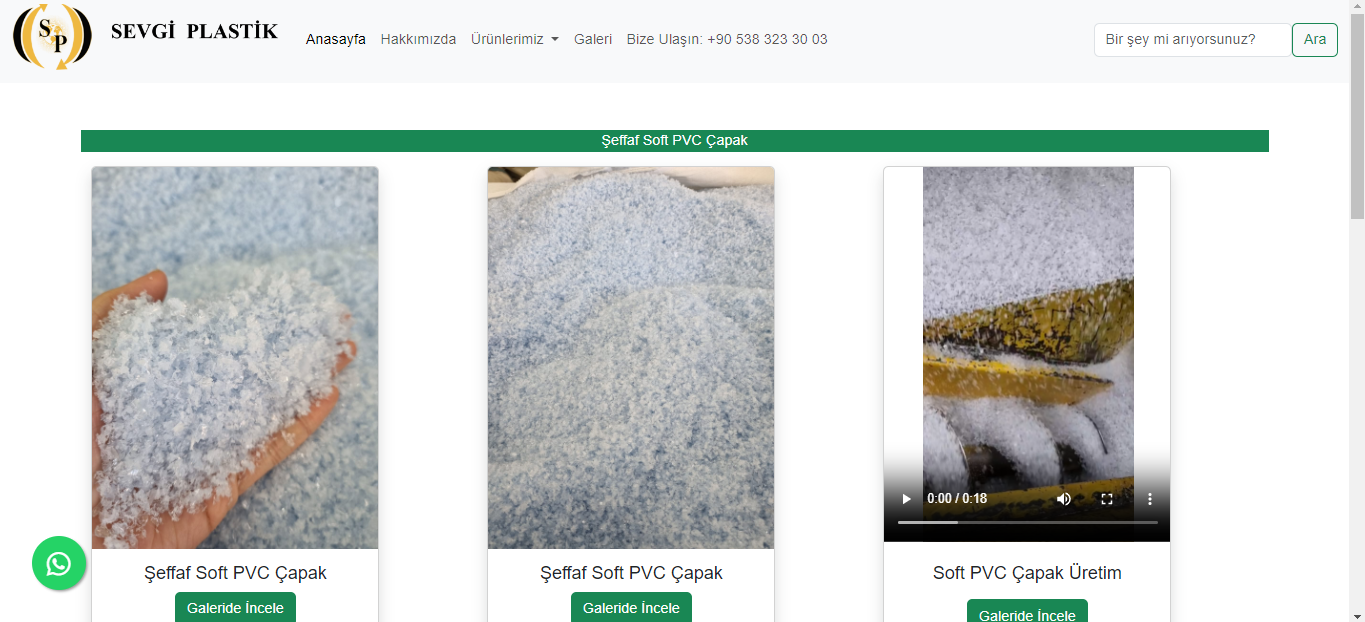 SP
SEVGİ PLASTİK
Anasayfa Hakkımızda Ürünlerimiz Galeri Bize Ulaşın: +90 538 323 30 03
Bir şey mi arıyorsunuz? Ara
Şeffaf Soft PVC Çapak
0:00 / 0:18
Şeffaf Soft PVC Çapak
Galeride İncele
Şeffaf Soft PVC Çapak
Galeride İncele
Soft PVC Çapak Üretim
Galeride İncele